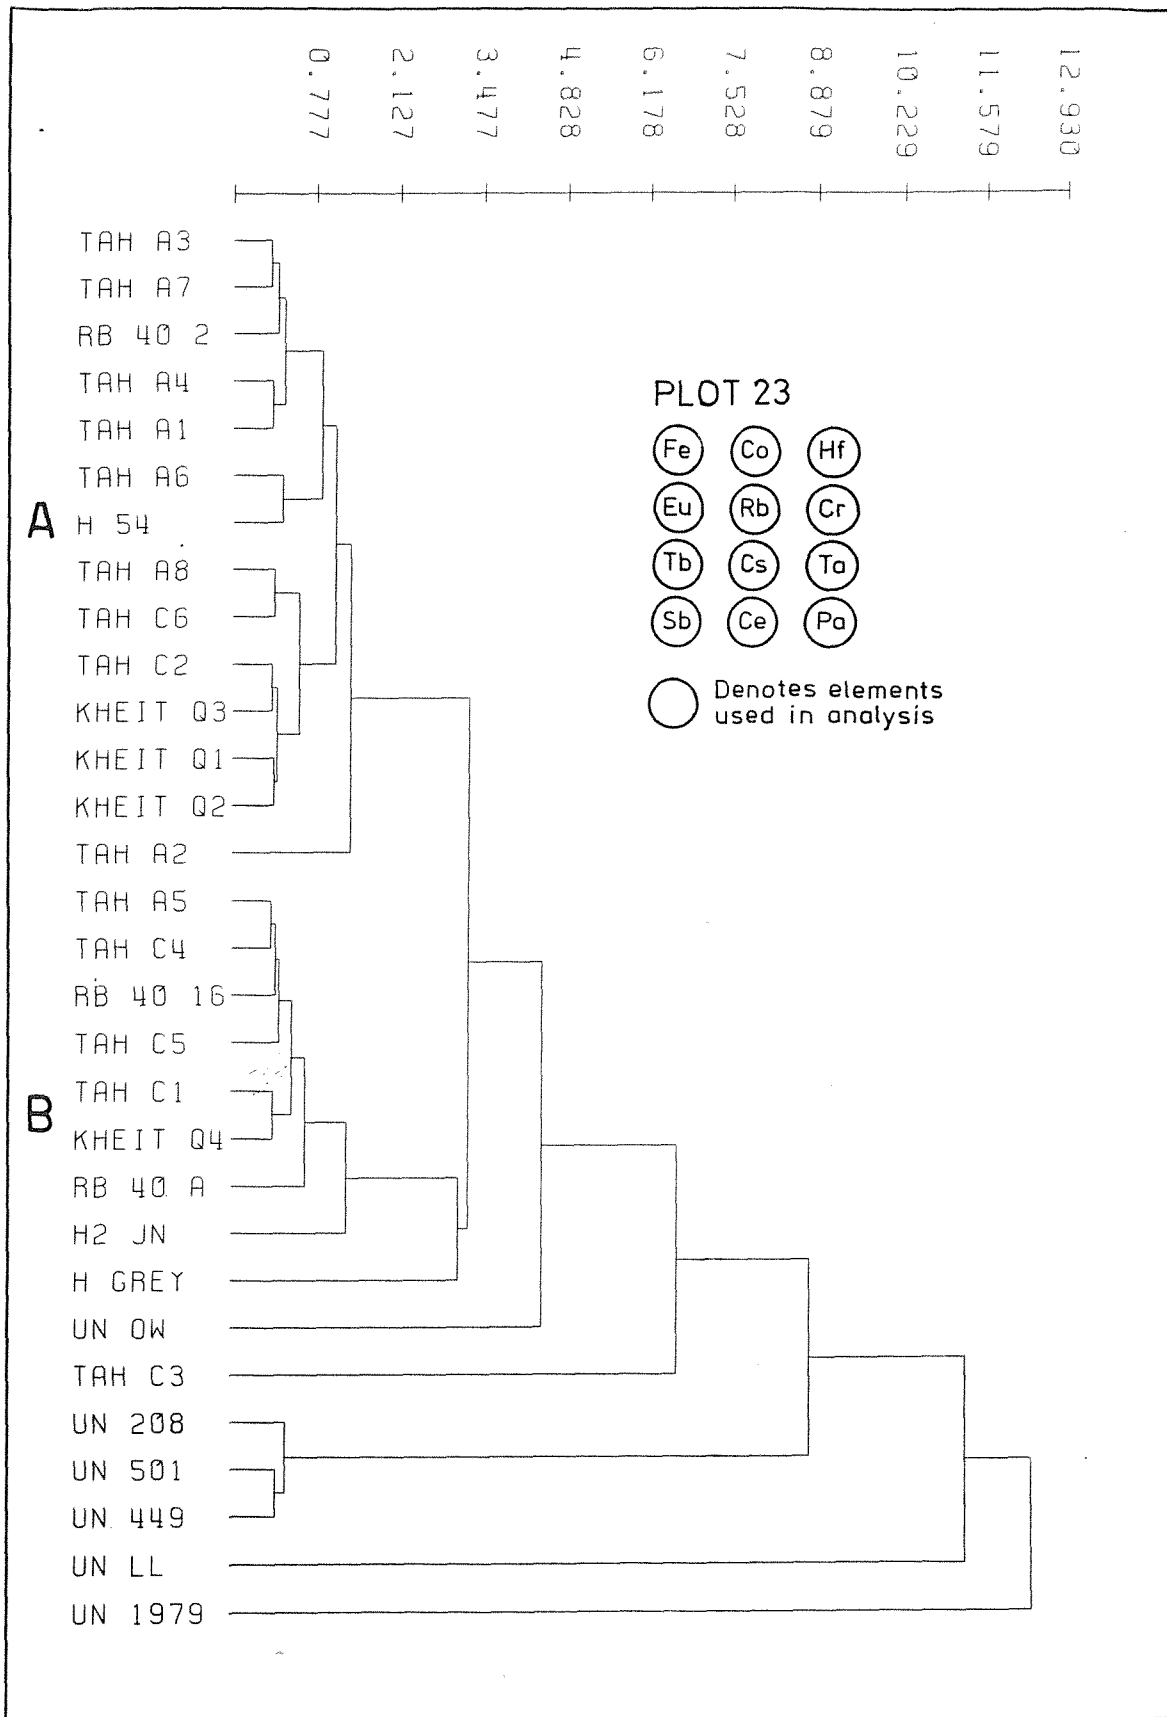 0.777
2.127
3.477
4.828
6.178
7.528
8.879
10.229
11.579
12.930
TAH A3
TAH A7
RB 40 2
TAH A4
TAH A1
TAH A6
A
H 54
TAH A8
TAH C6
TAH C2
KHEIT Q3
KHEIT Q1
KHEIT Q2
TAH A2
TAH A5
TAH C4
RB 40 16
TAH C5
TAH C1
B
KHEIT Q4
RB 40 A
H2 JN
H GREY
UN OW
TAH C3
UN 208
UN 501
UN 449
UN LL
UN 1979
PLOT 23
Fe Co Hf
Eu Rb Cr
Tb Cs Ta
Sb Ce Pa
Denotes elements
used in analysis